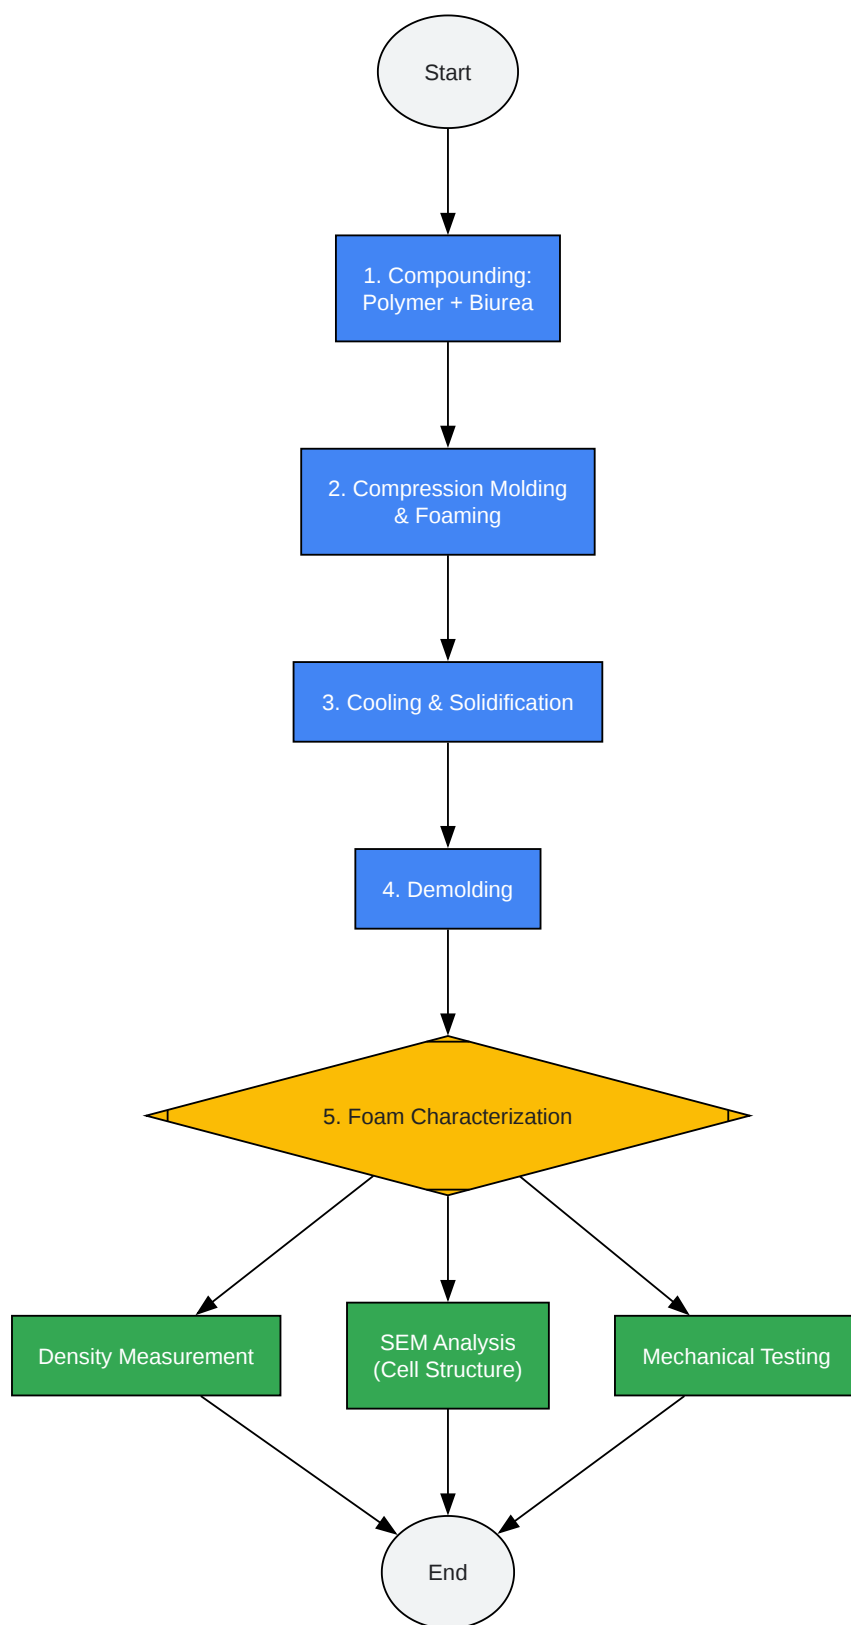 Start
1. Compounding:
Polymer + Biurea
2. Compression Molding
& Foaming
3. Cooling & Solidification
4. Demolding
5. Foam Characterization
Density Measurement
SEM Analysis
(Cell Structure)
Mechanical Testing
End